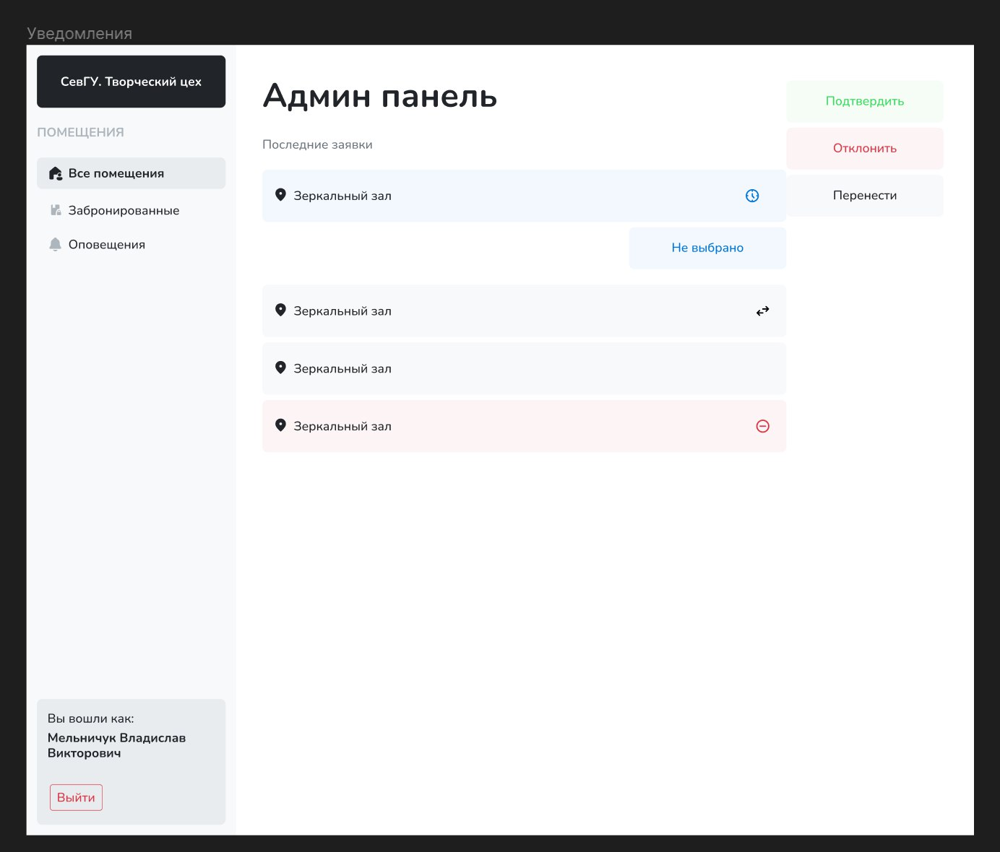 Уведомления
СевГУ. Творческий цех
ПОМЕЩЕНИЯ
Все помещения
Забронированные
Оповещения
Вы вошли как:
Мельничук Владислав
Викторович
Выйти
Админ панель
Последние заявки
Зеркальный зал
Не выбрано
Зеркальный зал
Зеркальный зал
Зеркальный зал
Подтвердить
Отклонить
Перенести